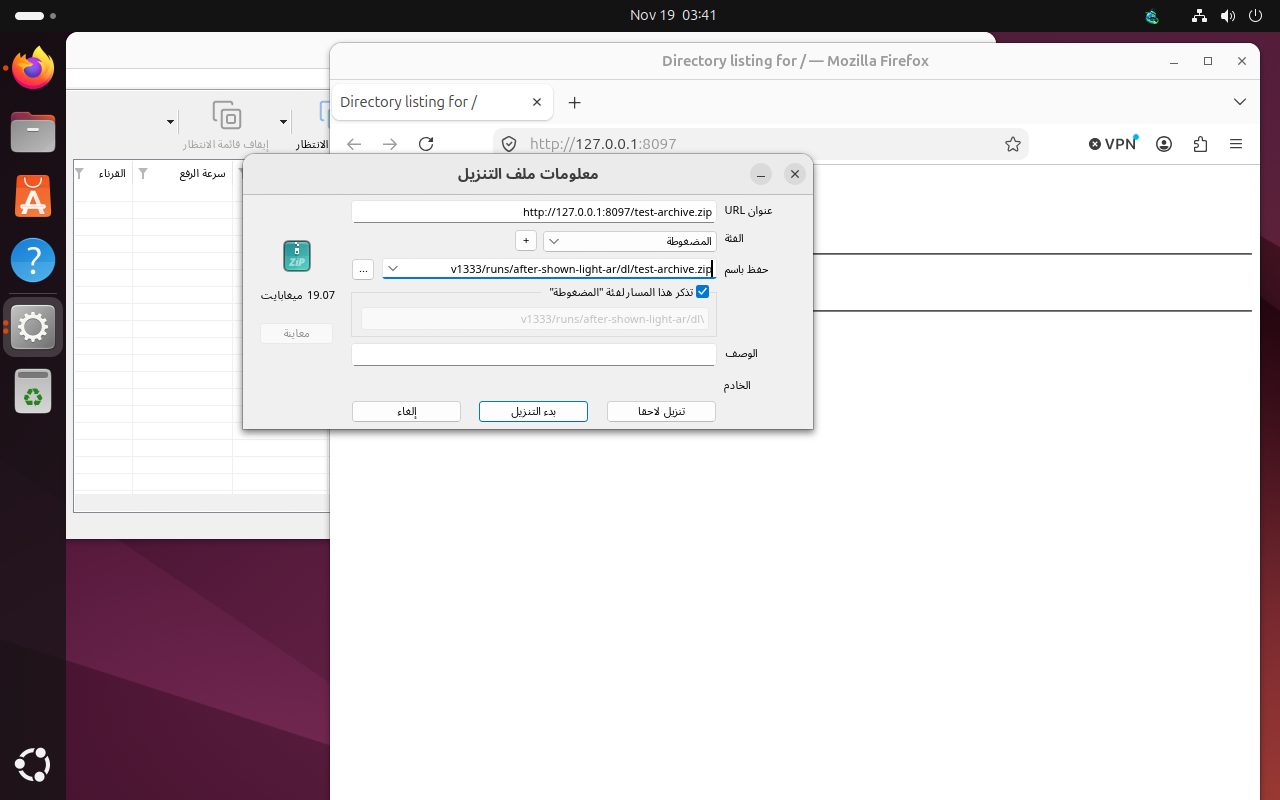 Nov 19 03:41
Directory listing for / — Mozilla Firefox
Directory listing for /
http://127.0.0.1:8097
VPN
إيقاف قائمة الانتظار
الانتظار
سرعة الرفع
القرناء
معلومات ملف التنزيل
عنوان URL
http://127.0.0.1:8097/test-archive.zip
الفئة
المضغوطة
+
حفظ باسم
v1333/runs/after-shown-light-ar/dl/test-archive.zip
...
تذكر هذا المسار لفئة "المضغوطة"
v1333/runs/after-shown-light-ar/dl\
19.07 ميغابايت
معاينة
الوصف
الخادم
تنزيل لاحقا
بدء التنزيل
إلغاء
ZiP